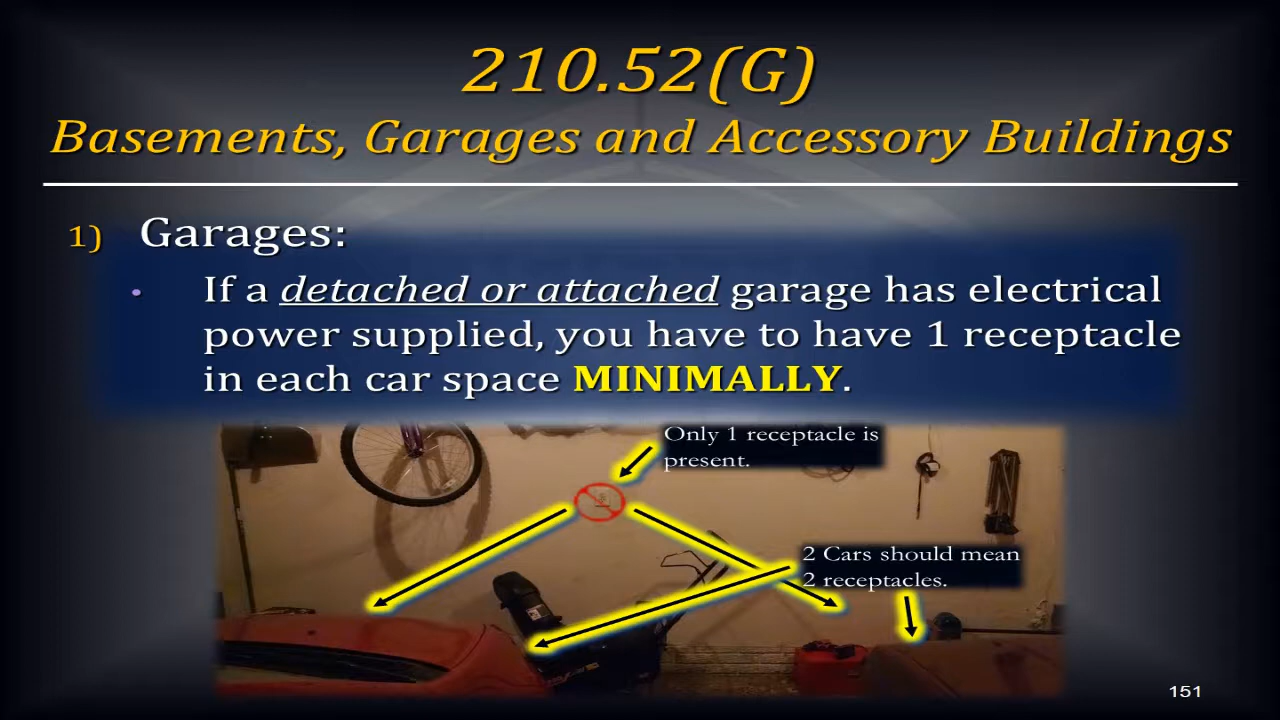 210.52(G)
Basements, Garages and Accessory Buildings
1) Garages:
• If a detached or attached garage has electrical
power supplied, you have to have 1 receptacle
in each car space MINIMALLY.
Only 1 receptacle is
present.
2 Cars should mean
2 receptacles.
151